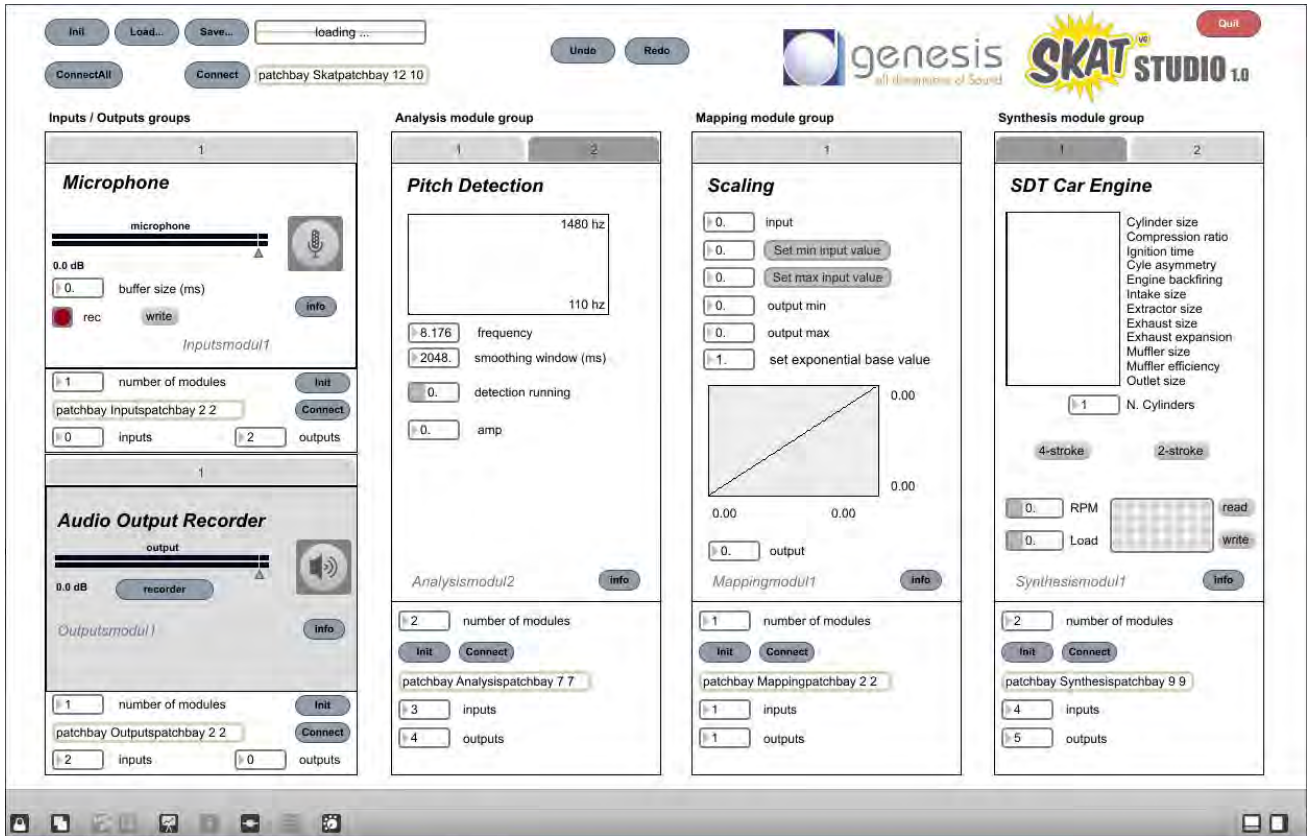 Init Load... Save... loading ...
Undo Redo
genesis
all dimensions of Sound
SKAT VG
STUDIO 1.0
Quit
ConnectAll Connect patchbay Skatpatchbay 12 10
Inputs / Outputs groups
1
Microphone
microphone
0.0 dB
0. buffer size (ms)
rec write
info
Inputsmodul1
1 number of modules Init
patchbay Inputspatchbay 2 2 Connect
0 inputs 2 outputs
1
Audio Output Recorder
output
0.0 dB recorder
Outputsmodul1 info
1 number of modules Init
patchbay Outputspatchbay 2 2 Connect
2 inputs 0 outputs
Analysis module group
1 2
Pitch Detection
1480 hz
110 hz
8.176 frequency
2048. smoothing window (ms)
0. detection running
0. amp
Analysismodul2 info
2 number of modules
Init Connect
patchbay Analysispatchbay 7 7
3 inputs
4 outputs
Mapping module group
1
Scaling
0. input
0. Set min input value
0. Set max input value
0. output min
0. output max
1. set exponential base value
0.00
0.00
0.00 0.00
0. output
Mappingmodul1 info
1 number of modules
Init Connect
patchbay Mappingpatchbay 2 2
1 inputs
1 outputs
Synthesis module group
1 2
SDT Car Engine
Cylinder size
Compression ratio
Ignition time
Cyle asymmetry
Engine backfiring
Intake size
Extractor size
Exhaust size
Exhaust expansion
Muffler size
Muffler efficiency
Outlet size
1 N. Cylinders
4-stroke 2-stroke
0. RPM read
0. Load write
Synthesismodul1 info
2 number of modules
Init Connect
patchbay Synthesispatchbay 9 9
4 inputs
5 outputs